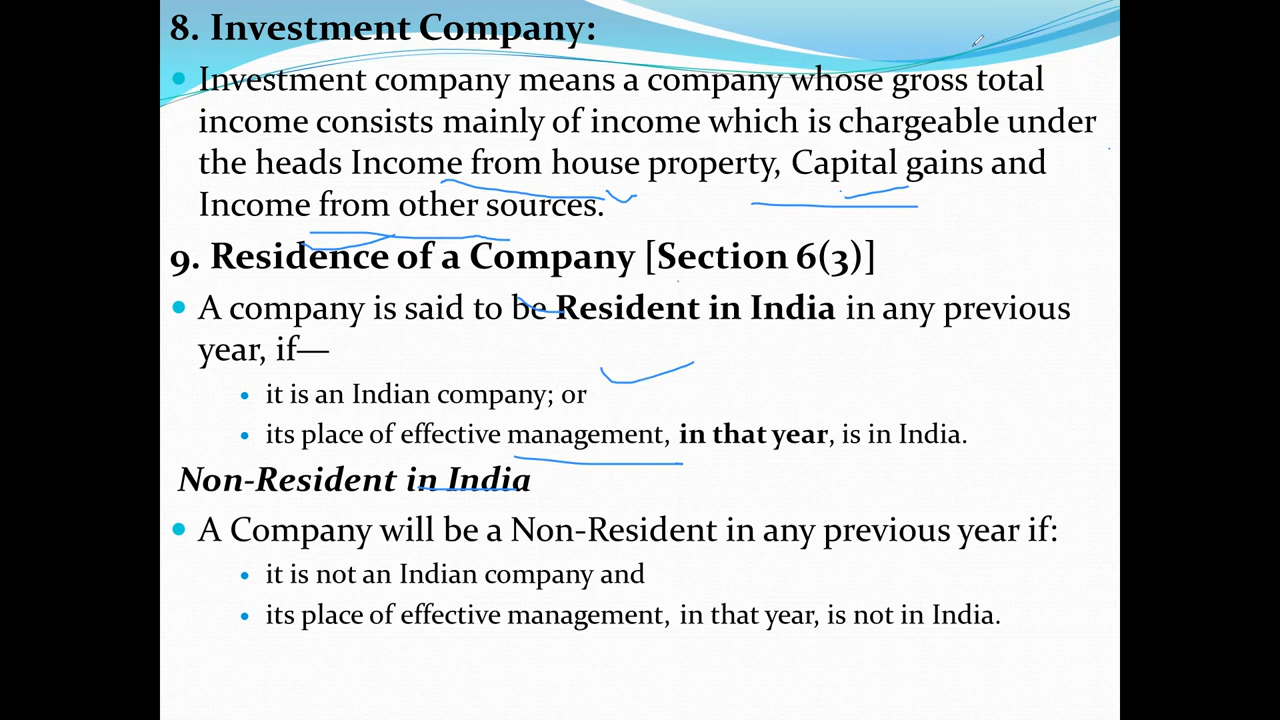 8. Investment Company:
• Investment company means a company whose gross total
income consists mainly of income which is chargeable under
the heads Income from house property, Capital gains and
Income from other sources.
9. Residence of a Company [Section 6(3)]
• A company is said to be Resident in India in any previous
year, if—
• it is an Indian company; or
• its place of effective management, in that year, is in India.
Non-Resident in India
• A Company will be a Non-Resident in any previous year if:
• it is not an Indian company and
• its place of effective management, in that year, is not in India.